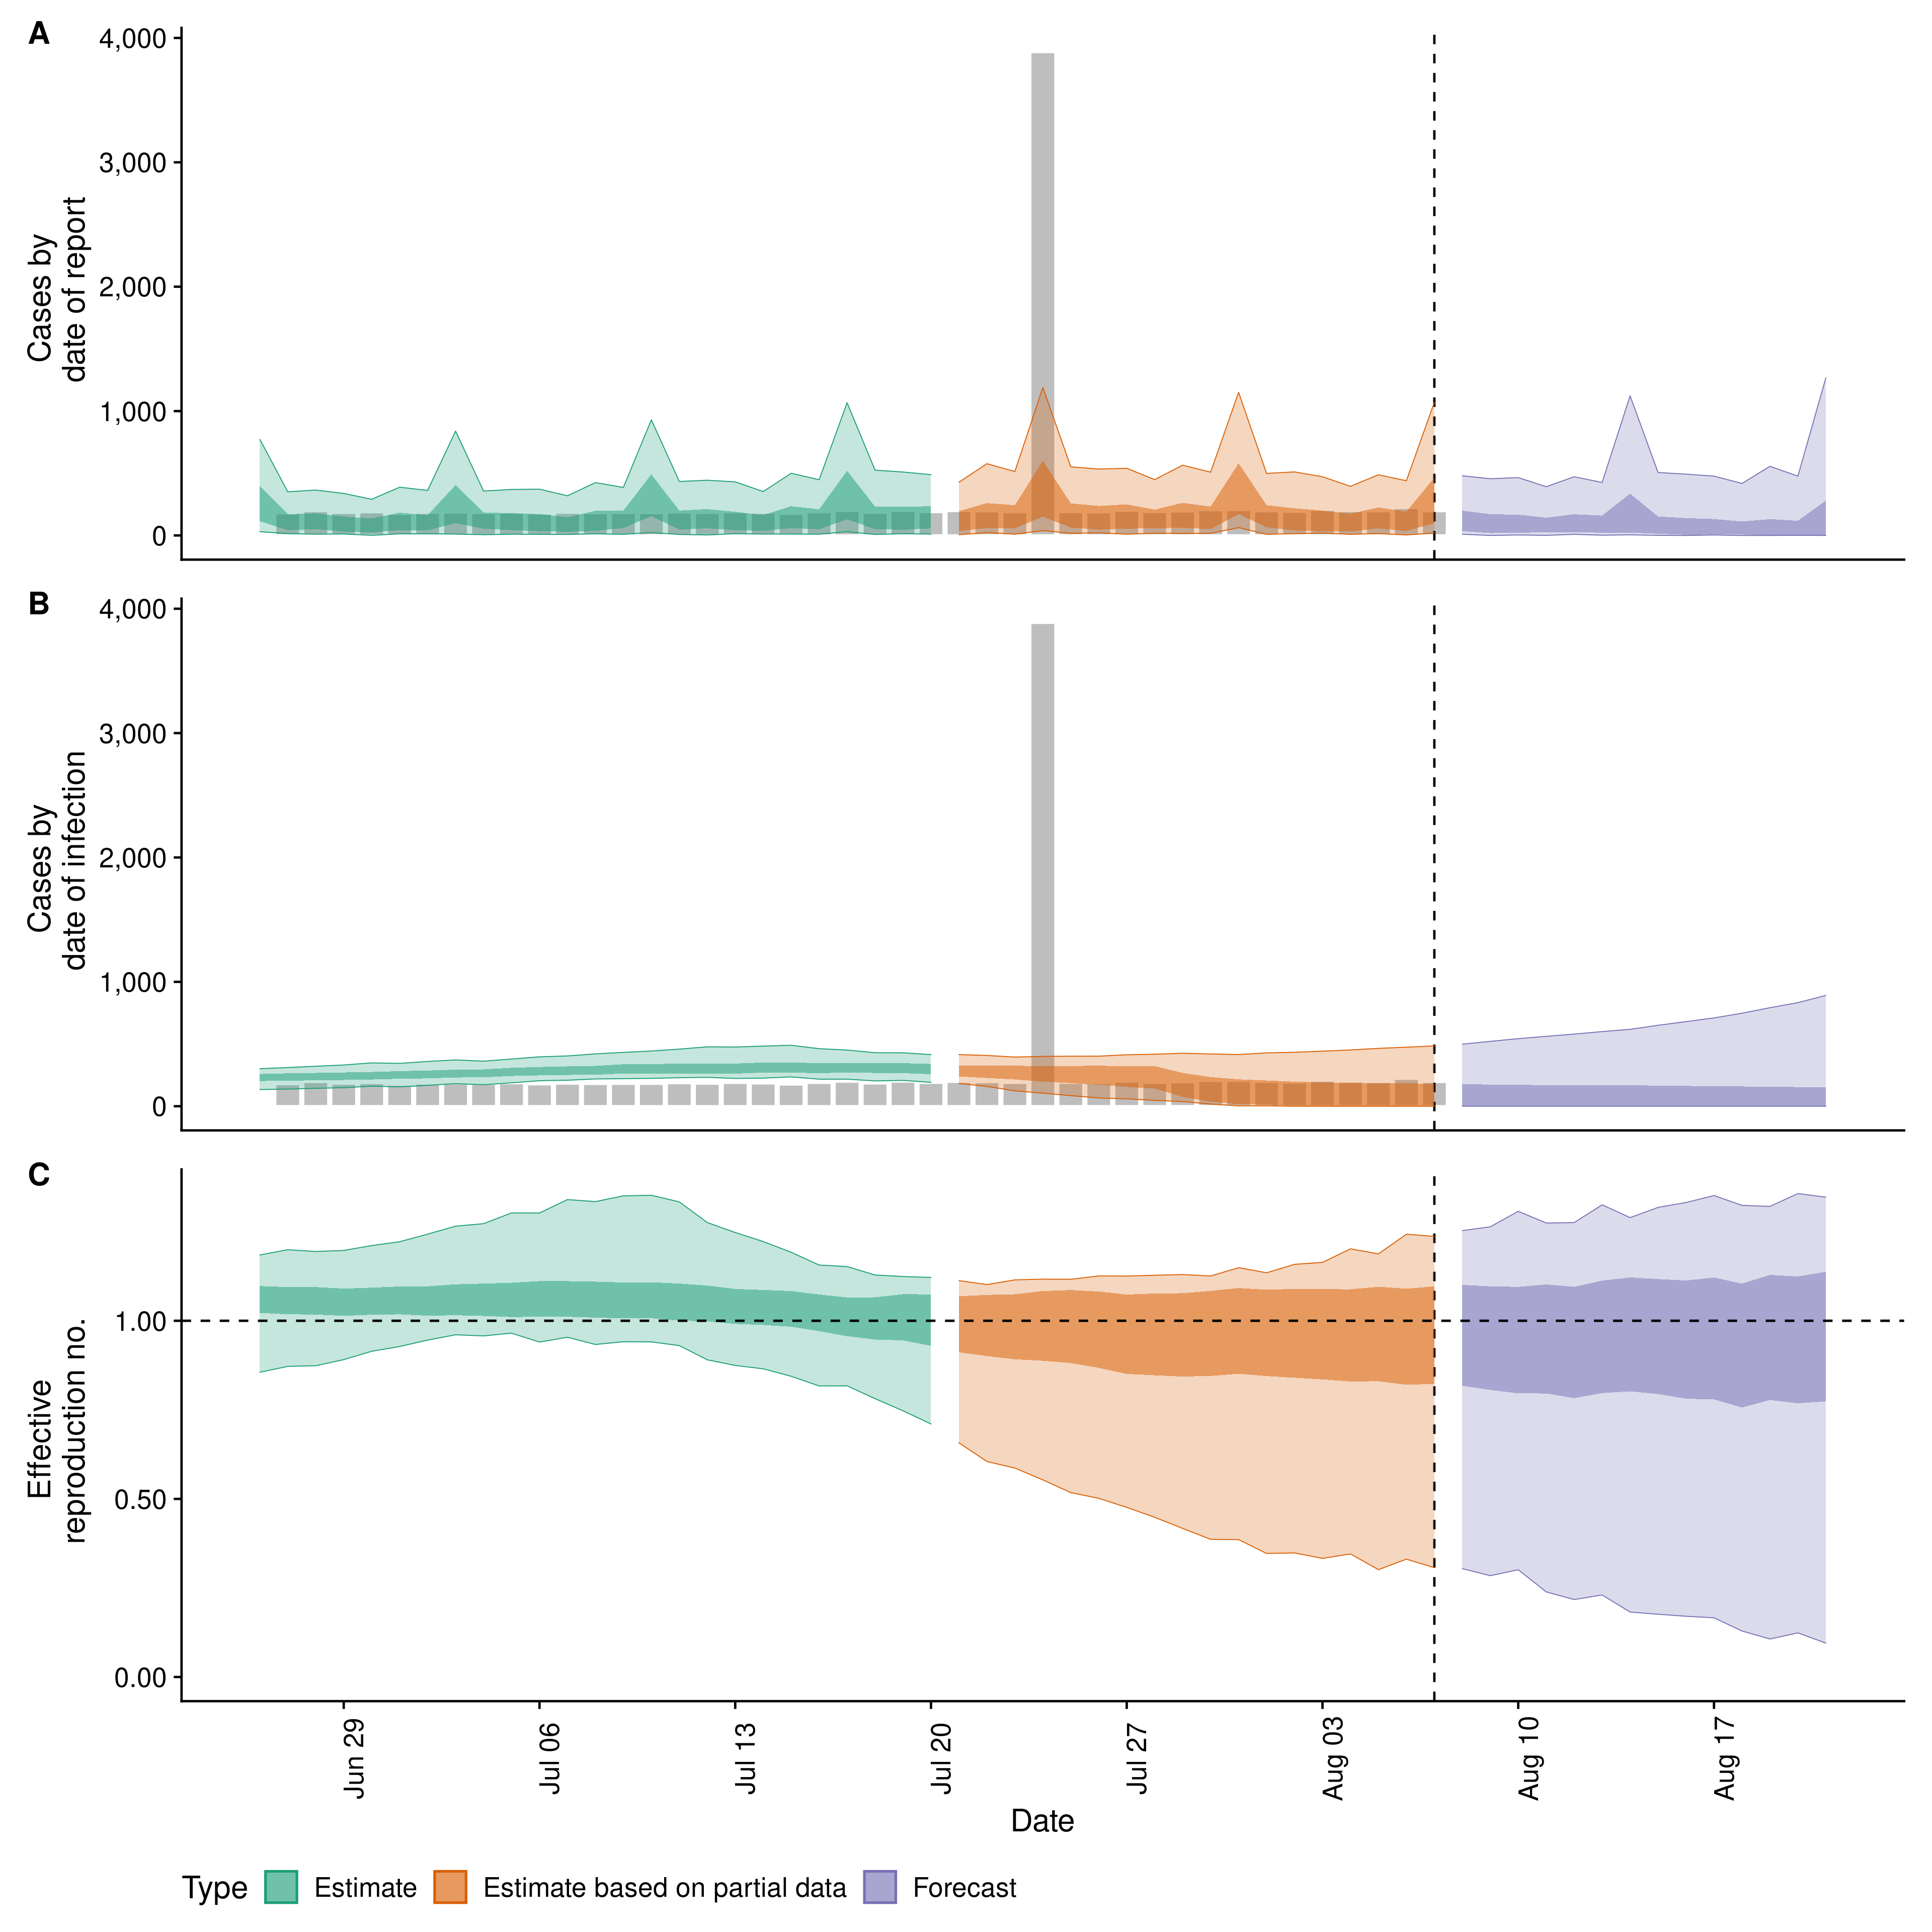 A
4,000
3,000
2,000
1,000
0
Cases by
date of report
B
4,000
3,000
2,000
1,000
0
Cases by
date of infection
C
1.00
0.50
0.00
Effective
reproduction no.
Jun 29
Jul 06
Jul 13
Jul 20
Jul 27
Aug 03
Aug 10
Aug 17
Date
Type Estimate Estimate based on partial data Forecast